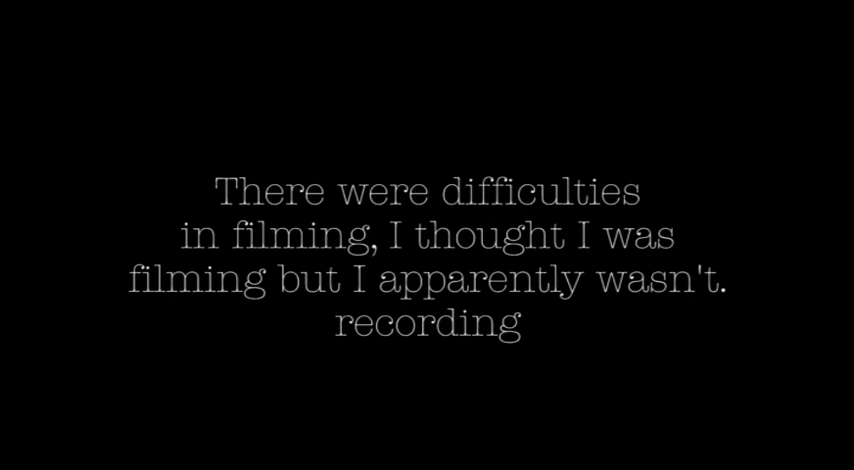 There were difficulties
in filming, I thought I was
filming but I apparently wasn't.
recording